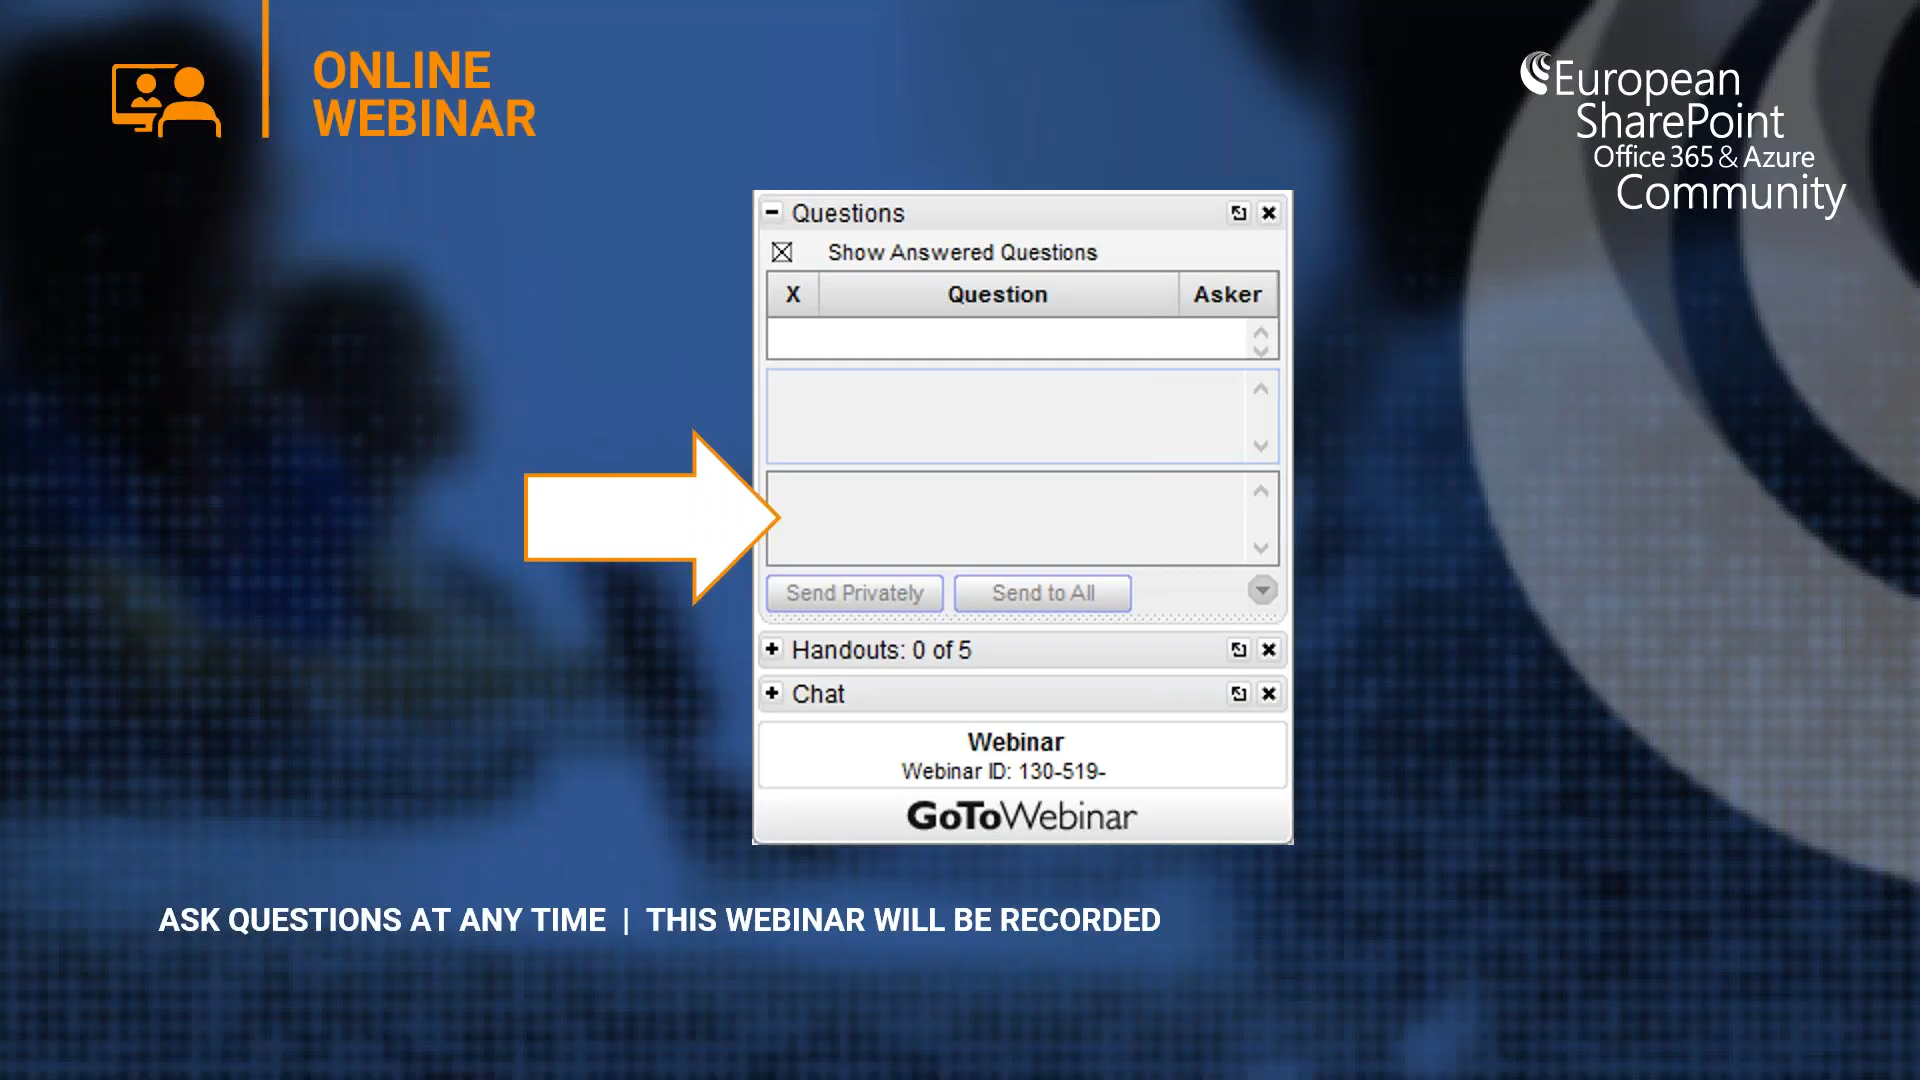 ONLINE
WEBINAR
European
SharePoint
Office 365 & Azure
Community
Questions
Show Answered Questions
X Question Asker
Send Privately Send to All
Handouts: 0 of 5
Chat
Webinar
Webinar ID: 130-519-
GoToWebinar
ASK QUESTIONS AT ANY TIME | THIS WEBINAR WILL BE RECORDED